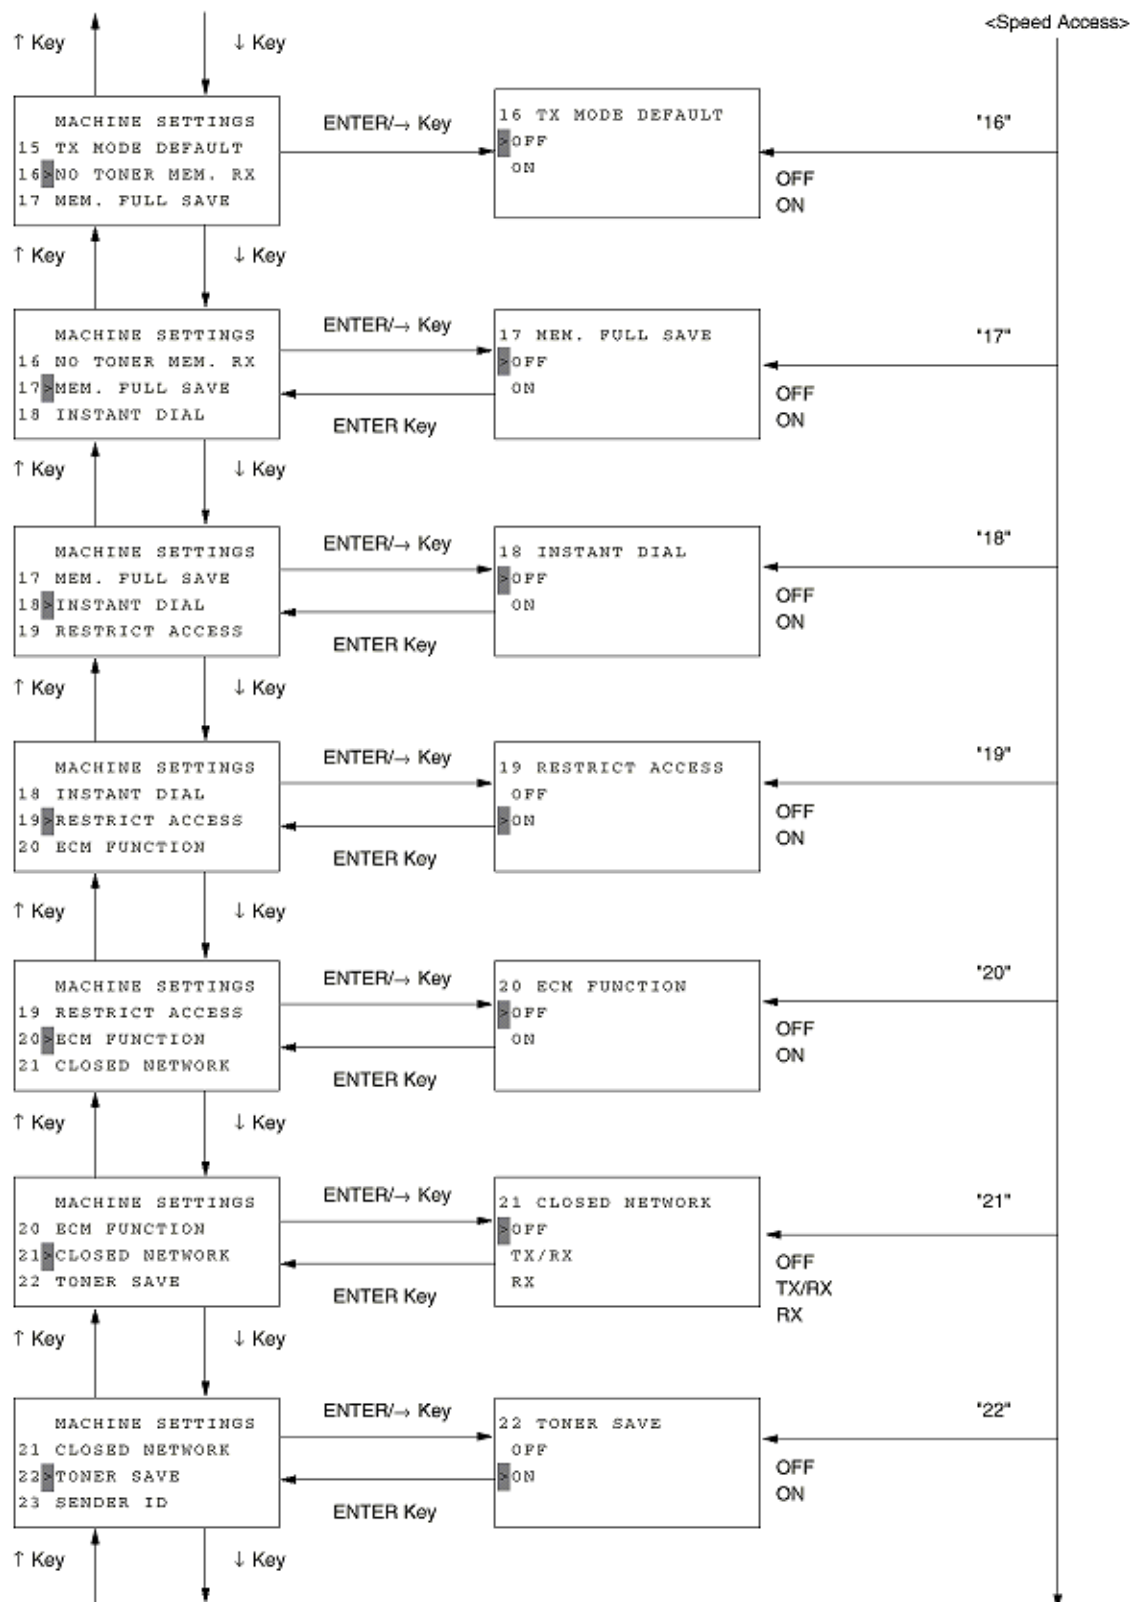 <Speed Access>
↑ Key
↓ Key
MACHINE SETTINGS
15 TX MODE DEFAULT
16>NO TONER MEM. RX
17 MEM. FULL SAVE
ENTER/→ Key
16 TX MODE DEFAULT
>OFF
ON
"16"
OFF
ON
↑ Key
↓ Key
MACHINE SETTINGS
16 NO TONER MEM. RX
17>MEM. FULL SAVE
18 INSTANT DIAL
ENTER/→ Key
ENTER Key
17 MEM. FULL SAVE
>OFF
ON
"17"
OFF
ON
↑ Key
↓ Key
MACHINE SETTINGS
17 MEM. FULL SAVE
18>INSTANT DIAL
19 RESTRICT ACCESS
ENTER/→ Key
ENTER Key
18 INSTANT DIAL
>OFF
ON
"18"
OFF
ON
↑ Key
↓ Key
MACHINE SETTINGS
18 INSTANT DIAL
19>RESTRICT ACCESS
20 ECM FUNCTION
ENTER/→ Key
ENTER Key
19 RESTRICT ACCESS
OFF
>ON
"19"
OFF
ON
↑ Key
↓ Key
MACHINE SETTINGS
19 RESTRICT ACCESS
20>ECM FUNCTION
21 CLOSED NETWORK
ENTER/→ Key
ENTER Key
20 ECM FUNCTION
>OFF
ON
"20"
OFF
ON
↑ Key
↓ Key
MACHINE SETTINGS
20 ECM FUNCTION
21>CLOSED NETWORK
22 TONER SAVE
ENTER/→ Key
ENTER Key
21 CLOSED NETWORK
>OFF
TX/RX
RX
"21"
OFF
TX/RX
RX
↑ Key
↓ Key
MACHINE SETTINGS
21 CLOSED NETWORK
22>TONER SAVE
23 SENDER ID
ENTER/→ Key
ENTER Key
22 TONER SAVE
OFF
>ON
"22"
OFF
ON
↑ Key
↓ Key